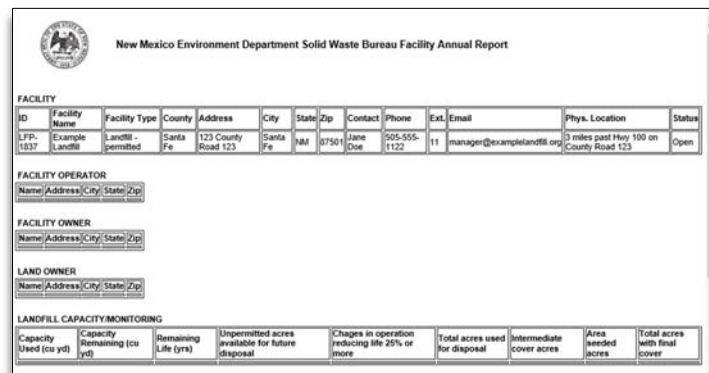 New Mexico Environment Department Solid Waste Bureau Facility Annual Report
FACILITY
ID Facility Name Facility Type County Address City State Zip Contact Phone Ext. Email Phys. Location Status
LFP-1837 Example Landfill Landfill - permitted Santa Fe 123 County Road 123 Santa Fe NM 87501 Jane Doe 505-555-1122 11 manager@examplelandfill.org 3 miles past Hwy 100 on County Road 123 Open
FACILITY OPERATOR
Name Address City State Zip
FACILITY OWNER
Name Address City State Zip
LAND OWNER
Name Address City State Zip
LANDFILL CAPACITY/MONITORING
Capacity Used (cu yd) Capacity Remaining (cu yd) Remaining Life (yrs) Unpermitted acres available for future disposal Chages in operation reducing life 25% or more Total acres used for disposal Intermediate cover acres Area seeded acres Total acres with final cover